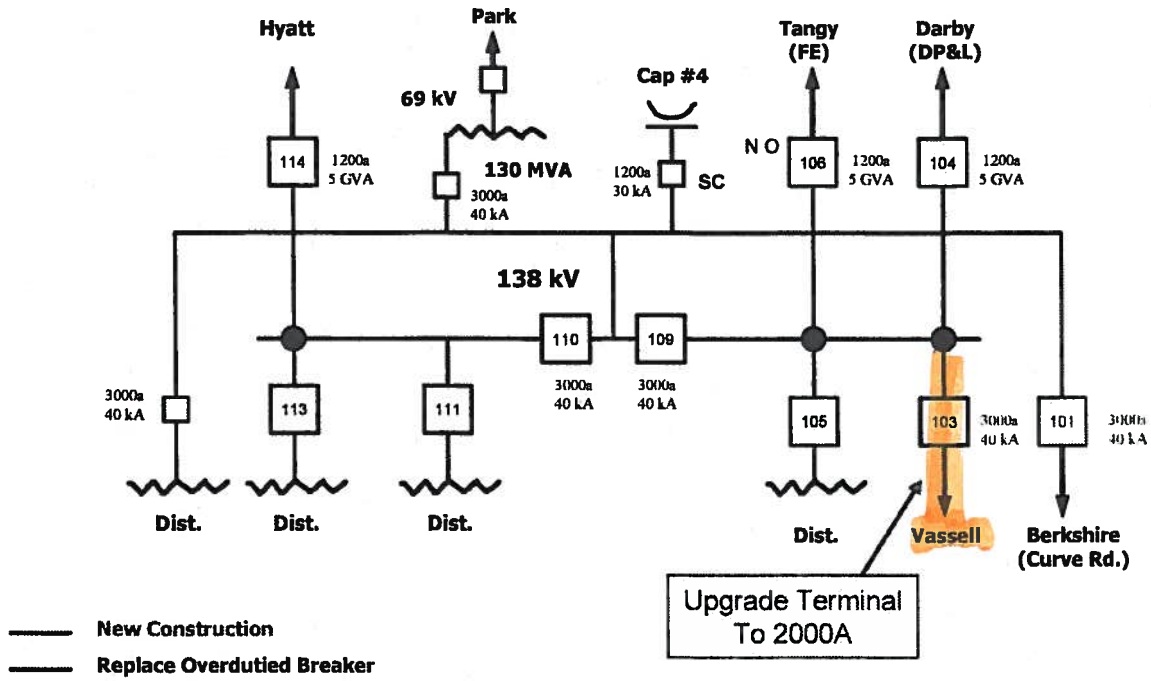 Park
Hyatt
Tangy
(FE)
Darby
(DP&L)
Cap #4
69 kV
114
1200a
5 GVA
130 MVA
3000a
40 kA
1200a
30 kA
SC
N O
106
1200a
5 GVA
104
1200a
5 GVA
138 kV
110
109
3000a
40 kA
3000a
40 kA
3000a
40 kA
113
111
105
103
3000a
40 kA
101
3000a
40 kA
Dist.
Dist.
Dist.
Dist.
Vassell
Berkshire
(Curve Rd.)
Upgrade Terminal
To 2000A
New Construction
Replace Overdutied Breaker